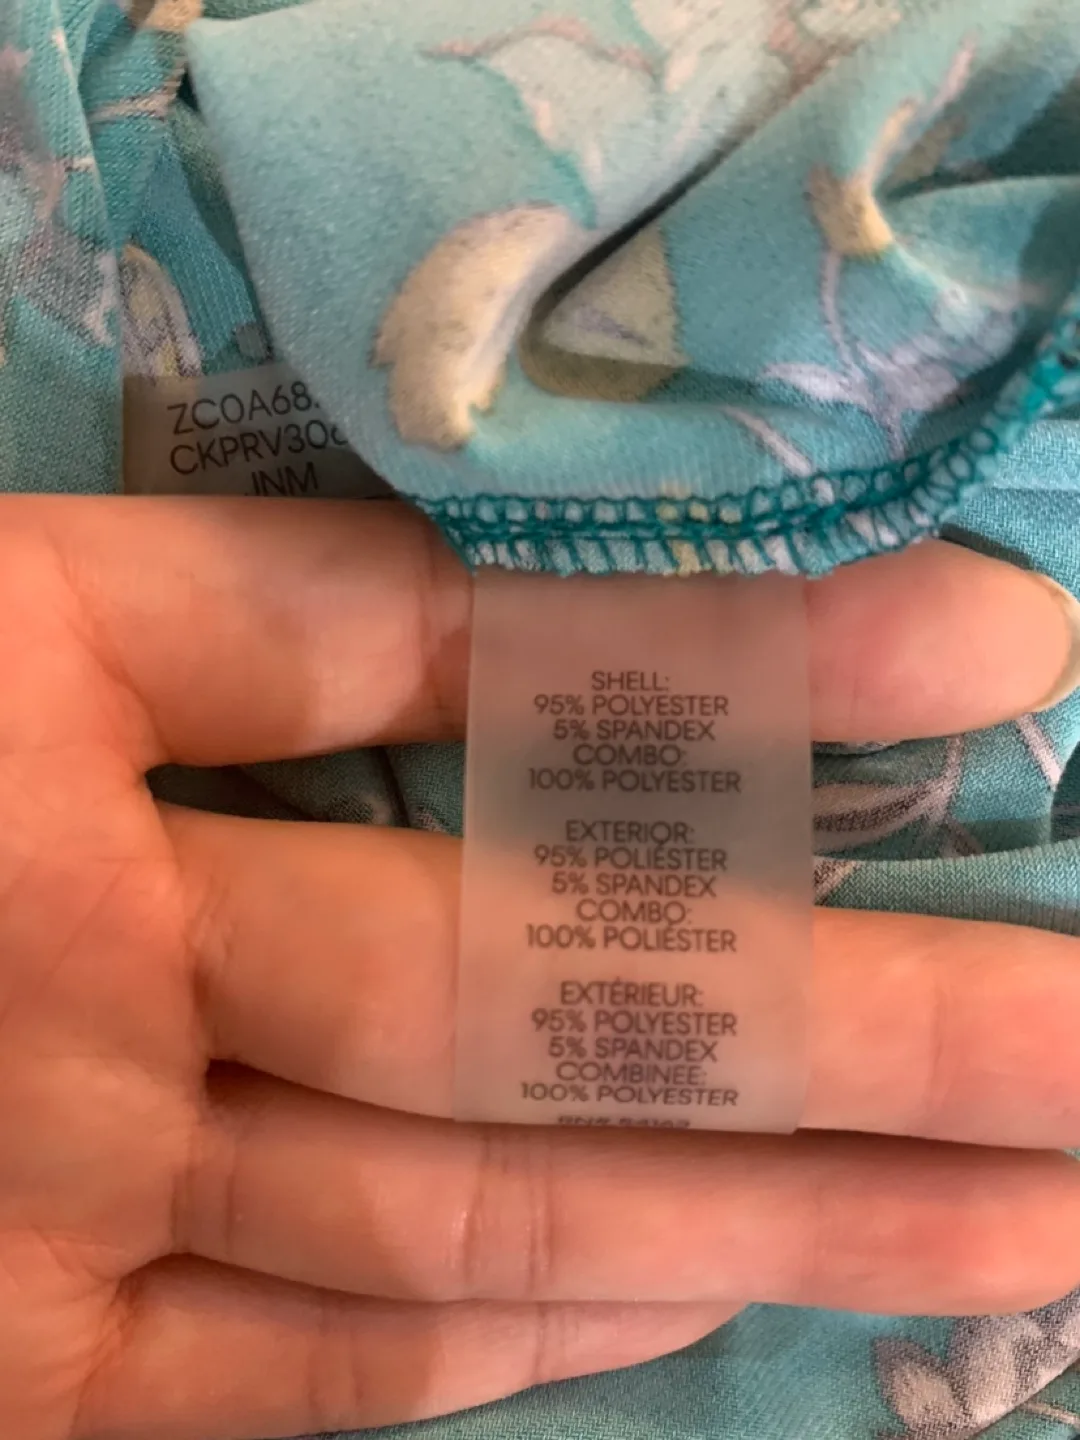 ZC0A68
CKPRV30
JNM
SHELL:
95% POLYESTER
5% SPANDEX
COMBO:
100% POLYESTER
EXTERIOR:
95% POLIÉSTER
5% SPANDEX
COMBO:
100% POLIÉSTER
EXTÉRIEUR:
95% POLYESTER
5% SPANDEX
COMBINEE:
100% POLYESTER